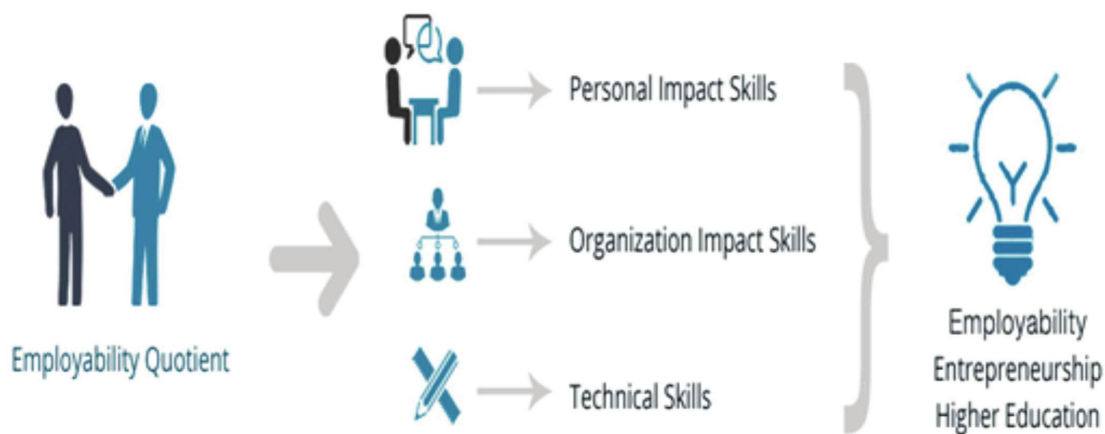 Employability Quotient
Personal Impact Skills
Organization Impact Skills
Technical Skills
Employability
Entrepreneurship
Higher Education